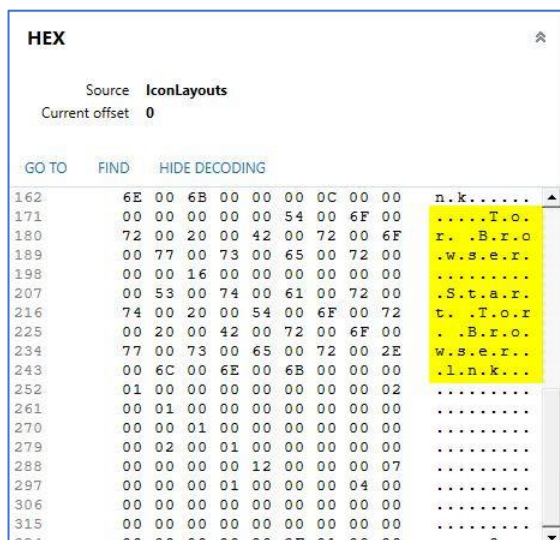 HEX
Source IconLayouts
Current offset 0
GO TO FIND HIDE DECODING
162 6E 00 6B 00 00 00 0C 00 00 n.k......
171 00 00 00 00 00 54 00 6F 00 .....T.o.
180 72 00 20 00 42 00 72 00 6F r. .B.r.o
189 00 77 00 73 00 65 00 72 00 .w.s.e.r.
198 00 00 16 00 00 00 00 00 00 .........
207 00 53 00 74 00 61 00 72 00 .S.t.a.r.
216 74 00 20 00 54 00 6F 00 72 t. .T.o.r
225 00 20 00 42 00 72 00 6F 00 . .B.r.o.
234 77 00 73 00 65 00 72 00 2E w.s.e.r..
243 00 6C 00 6E 00 6B 00 00 00 .l.n.k...
252 01 00 00 00 00 00 00 00 02 .........
261 00 01 00 00 00 00 00 00 00 .........
270 00 00 01 00 00 00 00 00 00 .........
279 00 02 00 01 00 00 00 00 00 .........
288 00 00 00 00 12 00 00 00 07 .........
297 00 00 00 01 00 00 00 04 00 .........
306 00 00 00 00 00 00 00 00 00 .........
315 00 00 00 00 00 00 00 00 00 .........